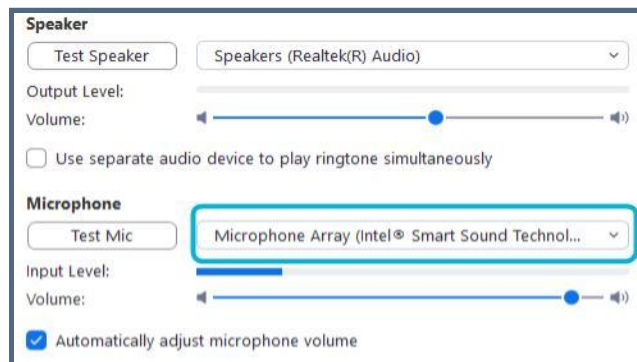 Speaker
Test Speaker Speakers (Realtek(R) Audio)
Output Level:
Volume:
Use separate audio device to play ringtone simultaneously
Microphone
Test Mic Microphone Array (Intel® Smart Sound Technol...
Input Level:
Volume:
Automatically adjust microphone volume